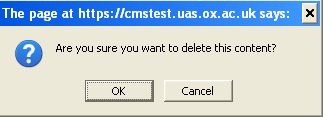 The page at https://cmstest.uas.ox.ac.uk says:
Are you sure you want to delete this content?
OK Cancel